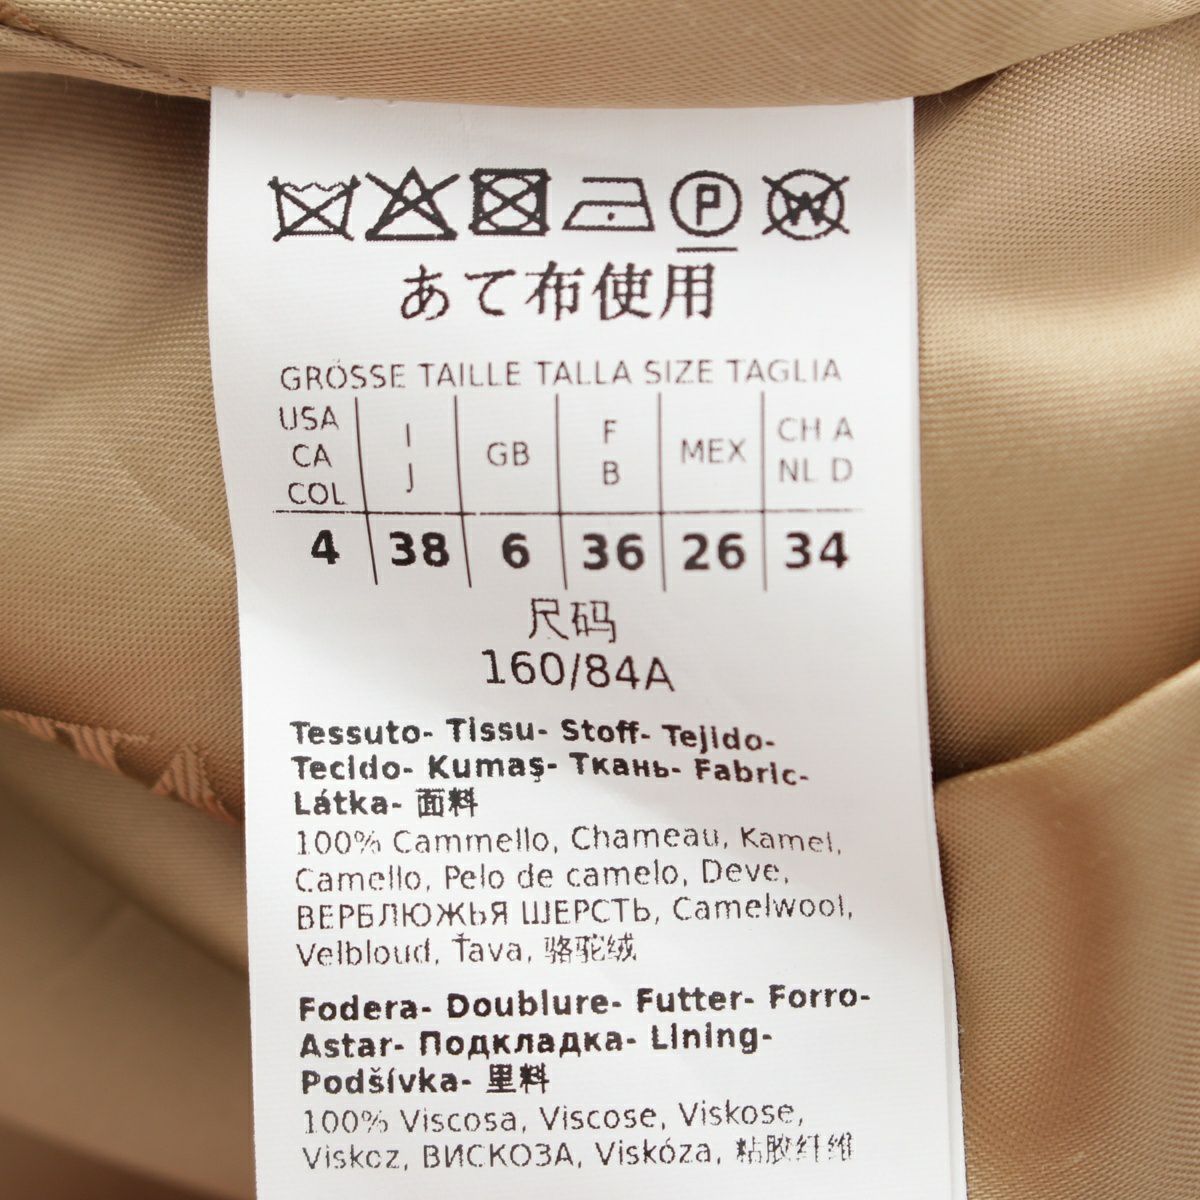 P W
あて布使用
GRÖSSE TAILLE TALLA SIZE TAGLIA
USA CA COL | I J | GB | F B | MEX | CH A NL D
4 | 38 | 6 | 36 | 26 | 34
尺码
160/84A
Tessuto- Tissu- Stoff- Tejido-
Tecido- Kumaş- Ткань- Fabric-
Látka- 面料
100% Cammello, Chameau, Kamel,
Camello, Pelo de camelo, Deve,
ВЕРБЛЮЖЬЯ ШЕРСТЬ, Camelwool,
Velbloud, Ťava, 骆驼绒
Fodera- Doublure- Futter- Forro-
Astar- Подкладка- Lining-
Podšívka- 里料
100% Viscosa, Viscose, Viskose,
Viskoz, ВИСКОЗА, Viskóza, 粘胶纤维